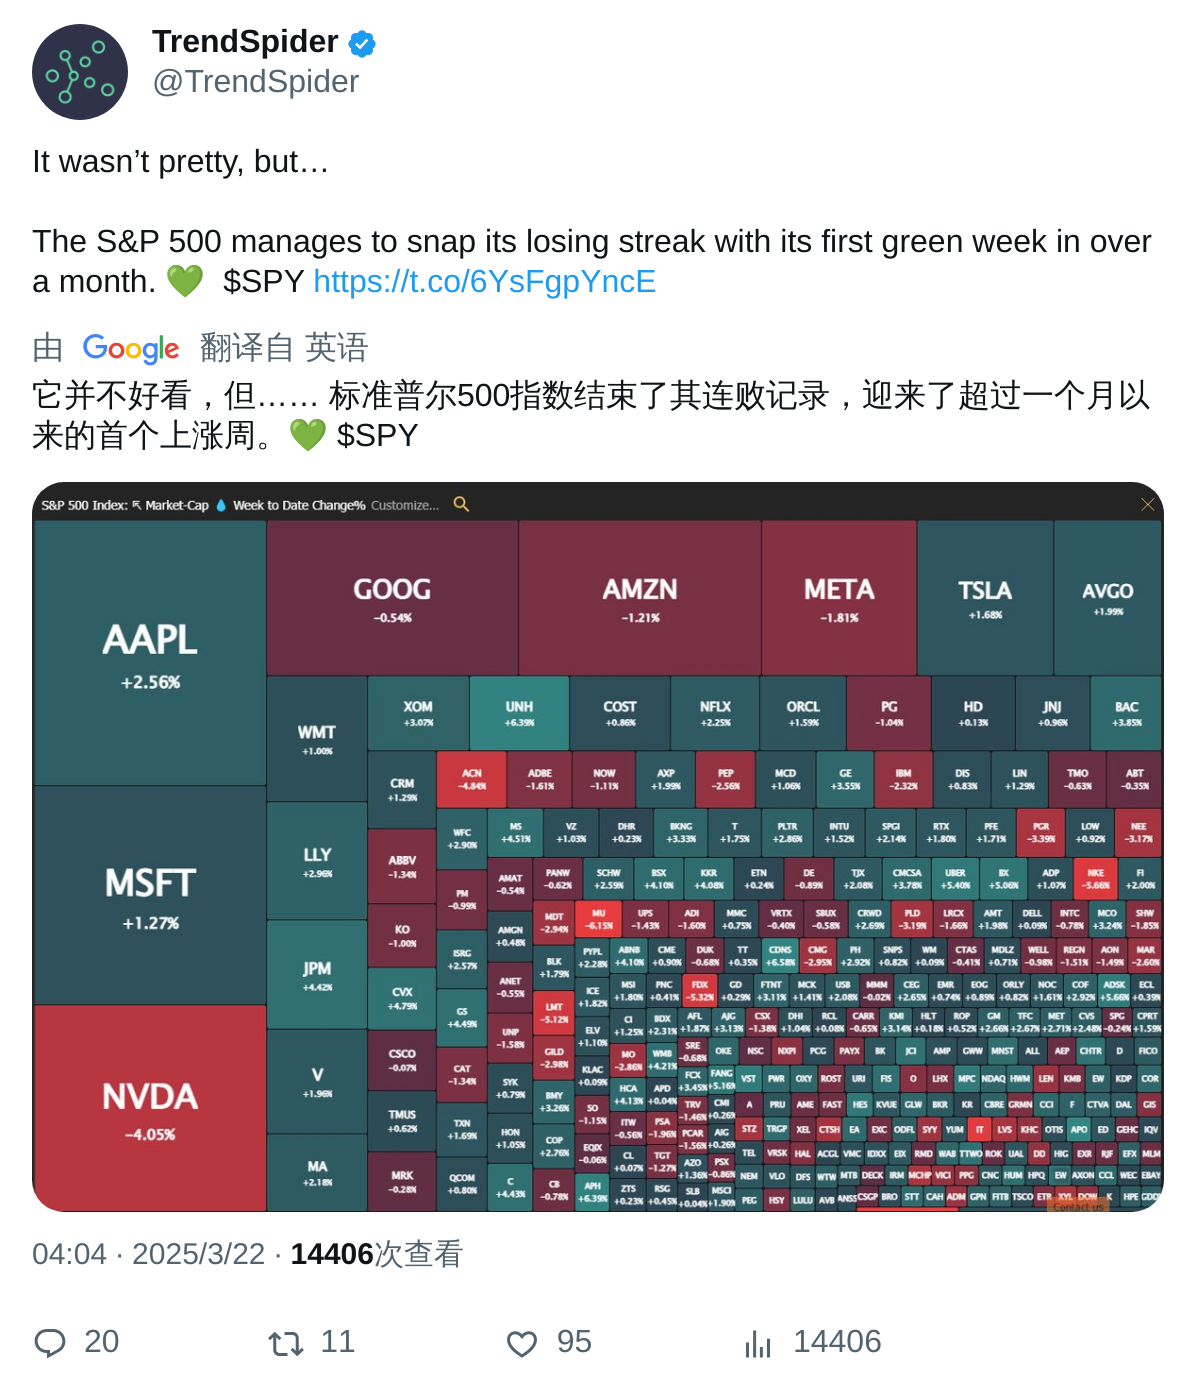 TrendSpider
@TrendSpider
It wasn’t pretty, but…
The S&P 500 manages to snap its losing streak with its first green week in over
a month. 💚 $SPY https://t.co/6YsFgpYncE
由 Google 翻译自 英语
它并不好看，但…… 标准普尔500指数结束了其连败记录，迎来了超过一个月以
来的首个上涨周。💚 $SPY
S&P 500 Index: Market-Cap 💧 Week to Date Change% Customize...
AAPL
+2.56%
MSFT
+1.27%
NVDA
-4.05%
GOOG
-0.54%
AMZN
-1.21%
META
-1.81%
TSLA
+1.68%
AVGO
+1.99%
WMT
+1.00%
LLY
+2.96%
JPM
+4.42%
V
+1.96%
MA
+2.18%
XOM
+3.07%
UNH
+6.39%
COST
+0.86%
NFLX
+2.25%
ORCL
+1.59%
PG
-1.04%
HD
+0.13%
JNJ
+0.96%
BAC
+3.85%
CRM
+1.29%
ABBV
-1.34%
KO
-1.00%
CVX
+4.79%
CSCO
-0.07%
TMUS
+0.62%
MRK
-0.28%
ACN
-4.84%
ADBE
-1.61%
NOW
-1.11%
AXP
+1.99%
PEP
-2.56%
MCD
+1.06%
GE
+3.55%
IBM
-2.32%
DIS
+0.83%
LIN
+1.29%
TMO
-0.63%
ABT
-0.35%
WFC
+2.90%
PM
-0.99%
ISRG
+2.57%
GS
+4.49%
CAT
-1.34%
TXN
+1.69%
QCOM
+0.80%
MS
+4.51%
VZ
+1.03%
DHR
+0.23%
BKNG
+3.33%
T
+1.75%
PLTR
+2.86%
INTU
+1.52%
SPGI
+2.14%
RTX
+1.80%
PFE
+1.71%
PGR
-3.39%
LOW
+0.92%
NEE
-3.17%
AMAT
-0.54%
AMGN
+0.48%
ANET
-0.55%
UNP
-1.58%
SYK
+0.79%
HON
+1.05%
C
+4.43%
PANW
-0.62%
SCHW
+2.59%
BSX
+4.10%
KKR
+4.08%
ETN
+0.24%
DE
-0.89%
TJX
+2.08%
CMCSA
+3.78%
UBER
+5.40%
BX
+5.06%
ADP
+1.07%
NKE
-5.66%
FI
+2.00%
MDT
-2.94%
BLK
+1.79%
LMT
-5.12%
GILD
-2.98%
BMY
+3.26%
COP
+2.76%
CB
-0.78%
MU
-6.15%
UPS
-1.43%
ADI
-1.60%
MMC
+0.75%
VRTX
-0.40%
SBUX
-0.58%
CRWD
+2.69%
PLD
-3.19%
LRCX
-1.66%
AMT
+1.98%
DELL
+0.09%
INTC
-0.78%
MCO
+3.24%
SHW
-1.85%
PYPL
+2.28%
ICE
+1.82%
ELV
+1.10%
KLAC
+0.09%
SO
-1.15%
EQIX
-0.06%
APH
+6.39%
ABNB
+4.10%
CME
+0.90%
DUK
-0.68%
TT
+0.35%
CDNS
+6.58%
CMG
-2.95%
PH
+2.92%
SNPS
+0.82%
WM
+0.09%
CTAS
-0.41%
MDLZ
+0.71%
WELL
-0.98%
REGN
-1.51%
AON
-1.49%
MAR
-2.60%
MSI
+1.80%
PNC
+0.41%
FDX
-5.32%
GD
+0.29%
FTNT
+3.11%
MCK
+1.41%
USB
+2.08%
MMM
-0.02%
CEG
+2.65%
EMR
+0.74%
EOG
+0.89%
ORLY
+0.82%
NOC
+1.61%
COF
+2.92%
ADSK
+5.66%
ECL
+0.39%
CI
+1.25%
BDX
+2.31%
AFL
+1.87%
AJG
+3.13%
CSX
-1.38%
DHI
+1.04%
RCL
+0.08%
CARR
-0.65%
KMI
+3.14%
HLT
+0.18%
ROP
+0.52%
GM
+2.66%
TFC
+2.67%
MET
+2.71%
CVS
+2.48%
SPG
-0.24%
CPRT
+1.59%
MO
-2.86%
WMB
+4.21%
SRE
-0.68%
OKE NSC NXPI PCG PAYX BK JCI AMP GWW MNST ALL AEP CHTR D FICO
HCA
+4.13%
APD
+0.04%
FCX
+3.45%
FANG
+5.16%
VST PWR OXY ROST URI FIS O LHX MPC NDAQ HWM LEN KMB EW KDP COR
ITW
-0.56%
PSA
-1.96%
TRV
-1.46%
CMI
+0.26%
A PRU AME FAST HES KVUE GLW BKR KR CBRE GRMN CCI F CTVA DAL GIS
CL
+0.07%
TGT
-1.27%
PCAR
-1.56%
AIG
+0.26%
STZ TRGP XEL CTSH EA EXC ODFL SYY YUM IT LVS KHC OTIS APO ED GEHC IQV
ZTS
+0.23%
RSG
+0.45%
AZO
+1.36%
PSX
-0.86%
TEL VRSK HAL ACGL VMC IDXX EIX RMD WAB TTWO ROK UAL DD HIG EXR RJF EFX MLM
SLB
+0.04%
MSCI
+1.90%
NEM VLO DFS WTW MTB DECK IRM MCHP VICI PPG CNC HUM HPQ EW AXON CCL WEC EBAY
PEG HSY LULU AVB ANSS CSGP BRO STT CAH ADM GPN FITB TSCO ETR XYL DOW K HPE GDD
Contact us
04:04 · 2025/3/22 · 14406次查看
20 11 95 14406